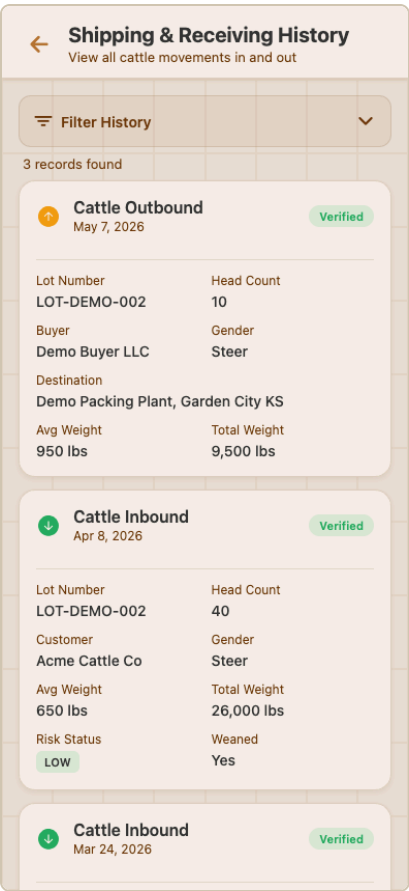 Shipping & Receiving History
View all cattle movements in and out
Filter History
3 records found
Cattle Outbound
May 7, 2026
Verified
Lot Number Head Count
LOT-DEMO-002 10
Buyer Gender
Demo Buyer LLC Steer
Destination
Demo Packing Plant, Garden City KS
Avg Weight Total Weight
950 lbs 9,500 lbs
Cattle Inbound
Apr 8, 2026
Verified
Lot Number Head Count
LOT-DEMO-002 40
Customer Gender
Acme Cattle Co Steer
Avg Weight Total Weight
650 lbs 26,000 lbs
Risk Status Weaned
LOW Yes
Cattle Inbound
Mar 24, 2026
Verified